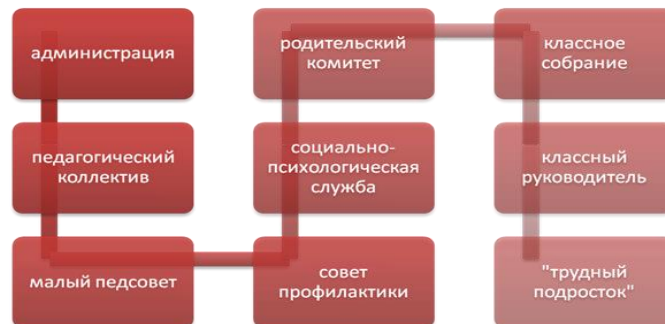 администрация
педагогический
коллектив
малый педсовет
совет
профилактики
социально-
психологическая
служба
родительский
комитет
классное
собрание
классный
руководитель
"трудный
подросток"